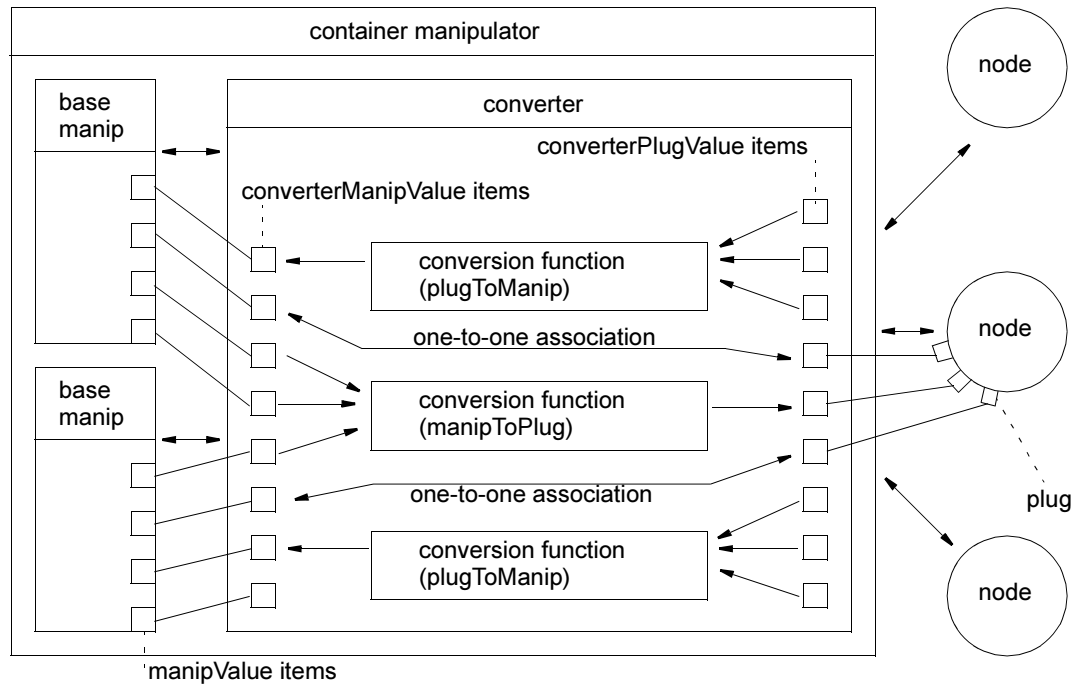 container manipulator
node
base
manip
converter
converterPlugValue items
converterManipValue items
conversion function
(plugToManip)
one-to-one association
node
base
manip
conversion function
(manipToPlug)
one-to-one association
plug
conversion function
(plugToManip)
node
manipValue items